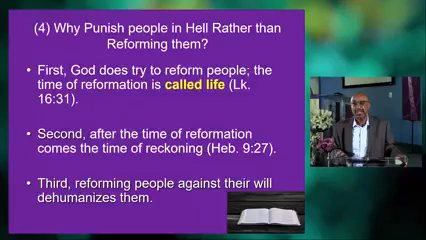 (4) Why Punish people in Hell Rather than
Reforming them?
• First, God does try to reform people; the
time of reformation is called life (Lk.
16:31).
• Second, after the time of reformation
comes the time of reckoning (Heb. 9:27).
• Third, reforming people against their will
dehumanizes them.